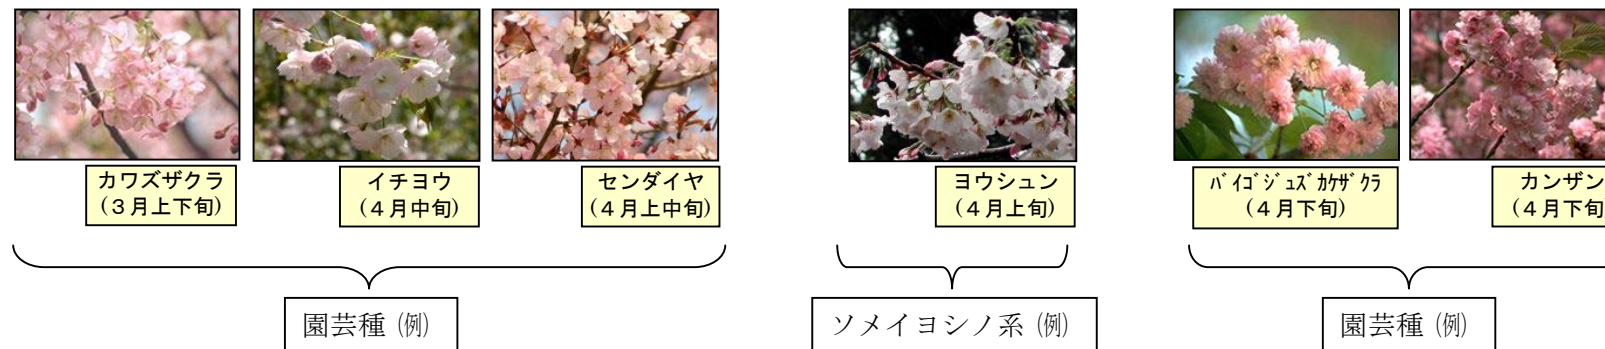 カワズザクラ
(３月上下旬)
イチヨウ
(４月中旬)
センダイヤ
(４月上中旬)
ヨウシュン
(４月上旬)
ﾊﾞｲｺﾞｼﾞｭｽﾞｶｹｻﾞｸﾗ
(４月下旬)
カンザン
(４月下旬
園芸種 (例)
ソメイヨシノ系 (例)
園芸種 (例)